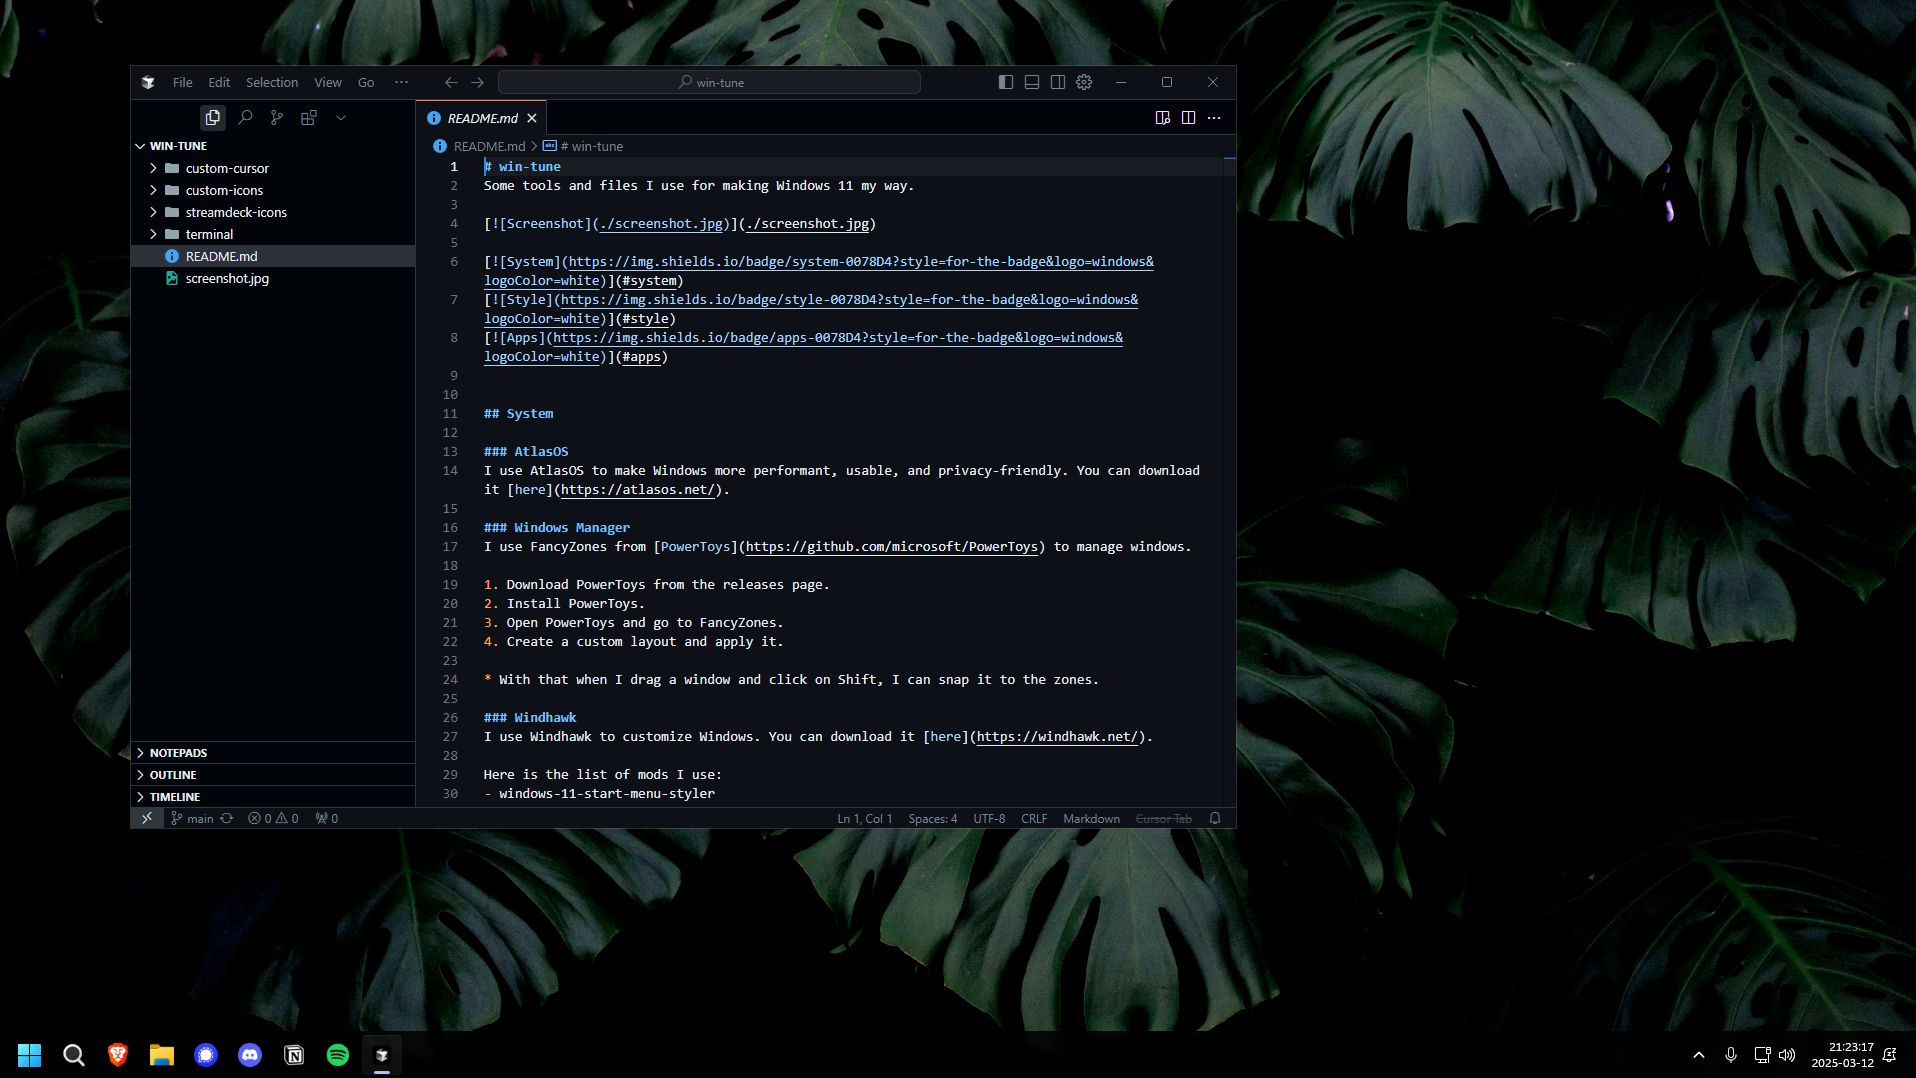 File Edit Selection View Go ··· win-tune
README.md
WIN-TUNE
custom-cursor
custom-icons
streamdeck-icons
terminal
README.md
screenshot.jpg
NOTEPADS
OUTLINE
TIMELINE
README.md > # win-tune
1 # win-tune
2 Some tools and files I use for making Windows 11 my way.
3
4 [![Screenshot](./screenshot.jpg)](./screenshot.jpg)
5
6 [![System](https://img.shields.io/badge/system-0078D4?style=for-the-badge&logo=windows&
logoColor=white)](#system)
7 [![Style](https://img.shields.io/badge/style-0078D4?style=for-the-badge&logo=windows&
logoColor=white)](#style)
8 [![Apps](https://img.shields.io/badge/apps-0078D4?style=for-the-badge&logo=windows&
logoColor=white)](#apps)
9
10
11 ## System
12
13 ### AtlasOS
14 I use AtlasOS to make Windows more performant, usable, and privacy-friendly. You can download
it [here](https://atlasos.net/).
15
16 ### Windows Manager
17 I use FancyZones from [PowerToys](https://github.com/microsoft/PowerToys) to manage windows.
18
19 1. Download PowerToys from the releases page.
20 2. Install PowerToys.
21 3. Open PowerToys and go to FancyZones.
22 4. Create a custom layout and apply it.
23
24 * With that when I drag a window and click on Shift, I can snap it to the zones.
25
26 ### Windhawk
27 I use Windhawk to customize Windows. You can download it [here](https://windhawk.net/).
28
29 Here is the list of mods I use:
30 - windows-11-start-menu-styler
main 0 0 0 Ln 1, Col 1 Spaces: 4 UTF-8 CRLF Markdown Cursor Tab
21:23:17
2025-03-12